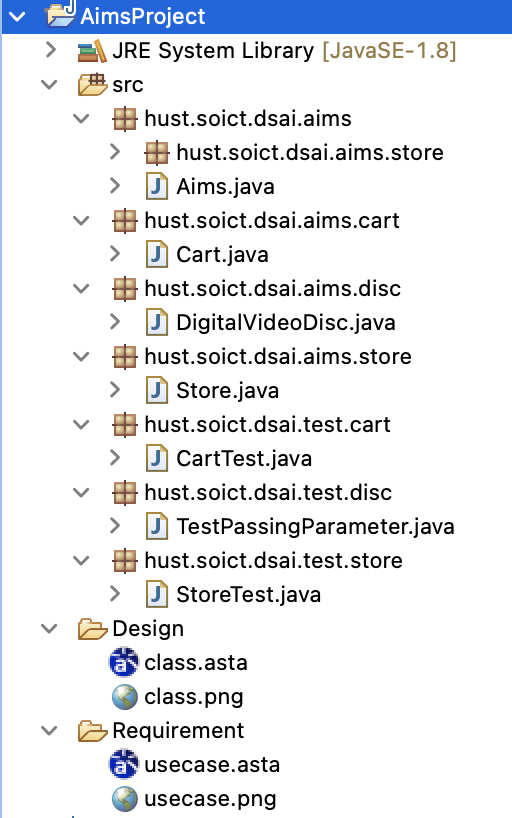 AimsProject
JRE System Library [JavaSE-1.8]
src
hust.soict.dsai.aims
hust.soict.dsai.aims.store
Aims.java
hust.soict.dsai.aims.cart
Cart.java
hust.soict.dsai.aims.disc
DigitalVideoDisc.java
hust.soict.dsai.aims.store
Store.java
hust.soict.dsai.test.cart
CartTest.java
hust.soict.dsai.test.disc
TestPassingParameter.java
hust.soict.dsai.test.store
StoreTest.java
Design
class.asta
class.png
Requirement
usecase.asta
usecase.png